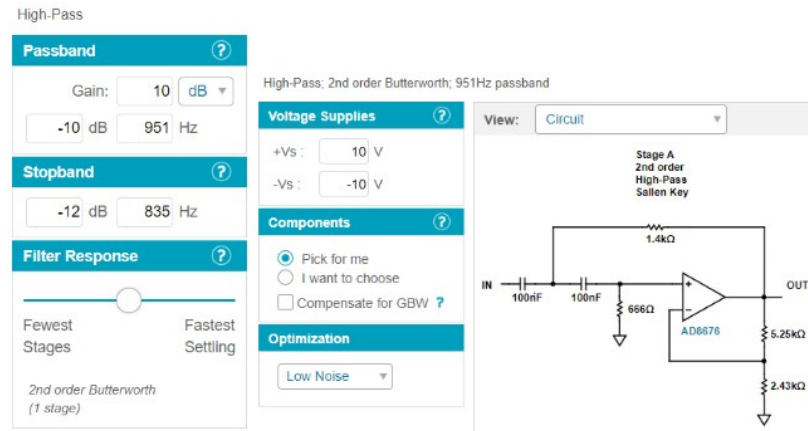 High-Pass
Passband ?
Gain: 10 dB
-10 dB 951 Hz
Stopband ?
-12 dB 835 Hz
Filter Response ?
Fewest Stages
Fastest Settling
2nd order Butterworth
(1 stage)
High-Pass; 2nd order Butterworth; 951Hz passband
Voltage Supplies ?
+Vs : 10 V
-Vs : -10 V
Components ?
Pick for me
I want to choose
Compensate for GBW ?
Optimization
Low Noise
View: Circuit
Stage A
2nd order
High-Pass
Sallen Key
1.4kΩ
IN
OUT
100nF
100nF
666Ω
+
-
AD8676
5.25kΩ
2.43kΩ